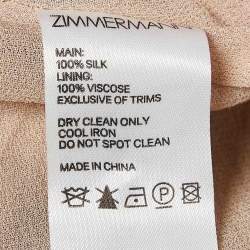 ZIMMERMANN
MAIN:
100% SILK
LINING:
100% VISCOSE
EXCLUSIVE OF TRIMS
DRY CLEAN ONLY
COOL IRON
DO NOT SPOT CLEAN
MADE IN CHINA
P